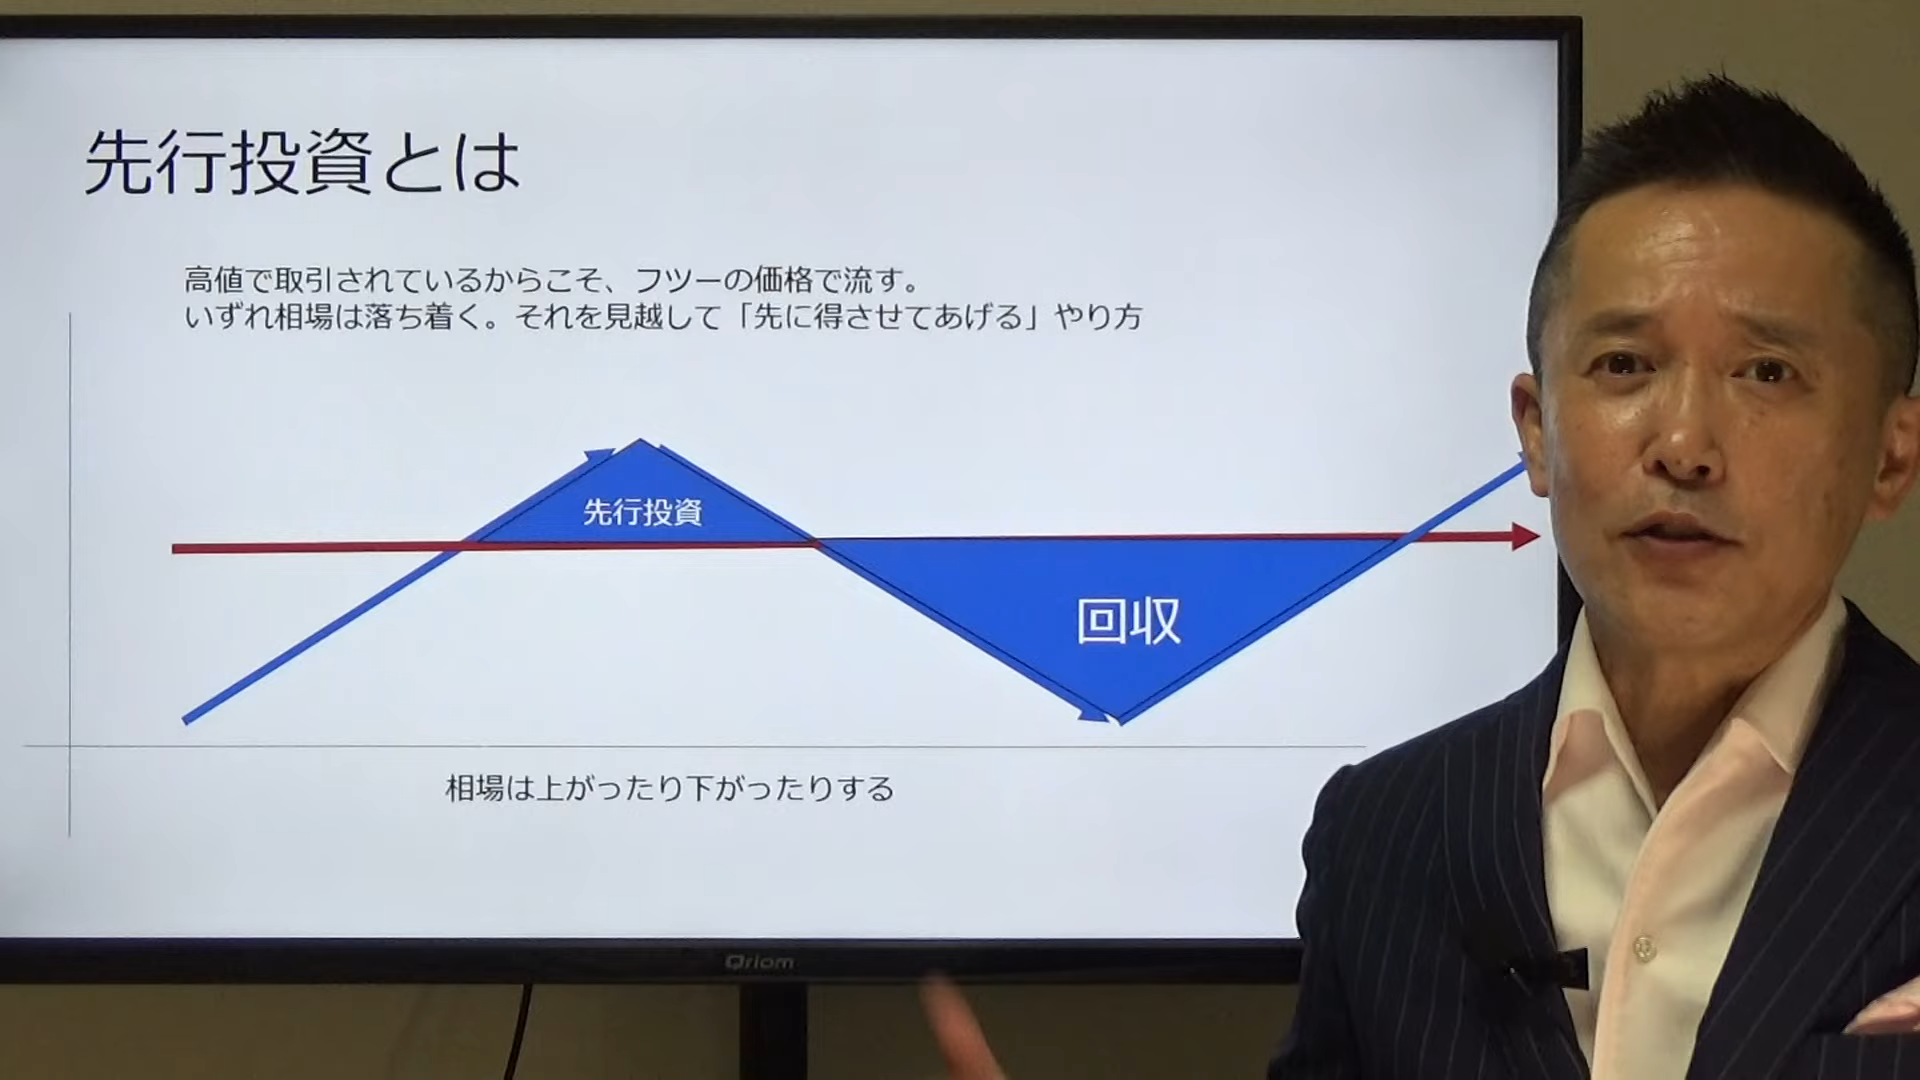 先行投資とは
高値で取引されているからこそ、フツーの価格で流す。
いずれ相場は落ち着く。それを見越して「先に得させてあげる」やり方
先行投資
回収
相場は上がったり下がったりする
Qriom